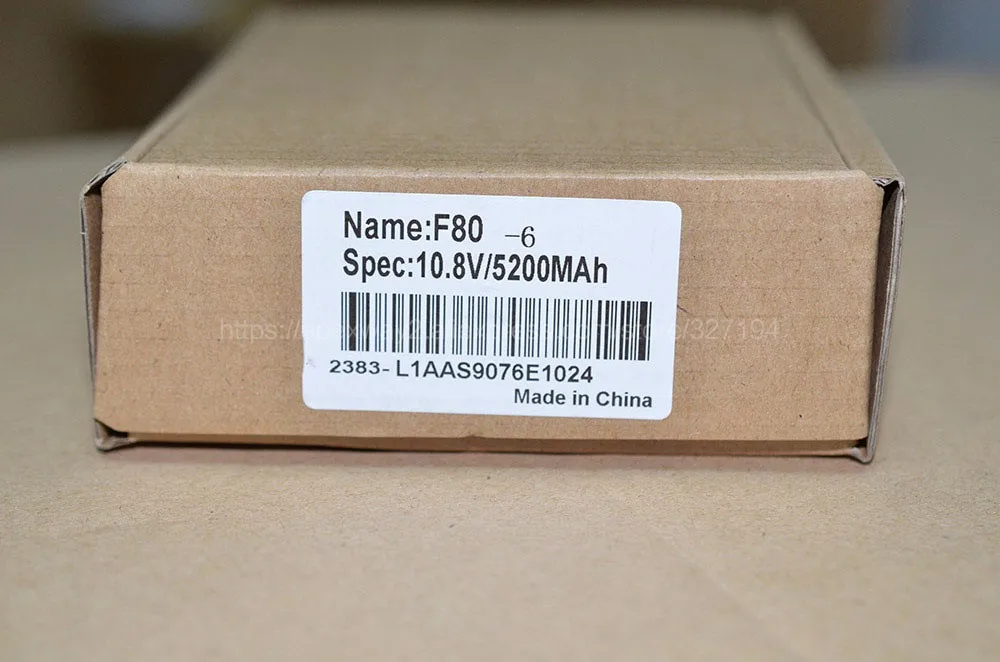 Name:F80 -6
Spec:10.8V/5200MAh
2383- L1AAS9076E1024
Made in China